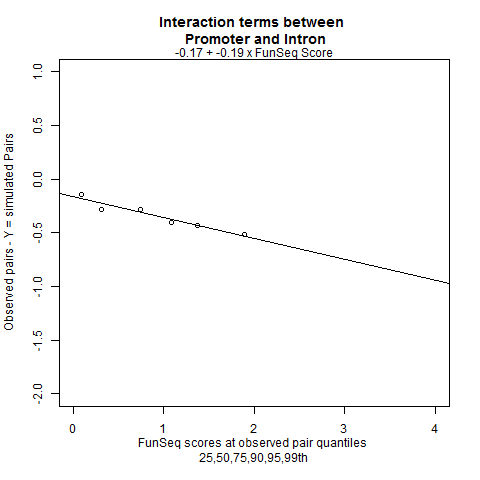 Interaction terms between
Promoter and Intron
-0.17 + -0.19 x FunSeq Score
Observed pairs - Y = simulated Pairs
1.0
0.5
0.0
-0.5
-1.0
-1.5
-2.0
0 1 2 3 4
FunSeq scores at observed pair quantiles
25,50,75,90,95,99th